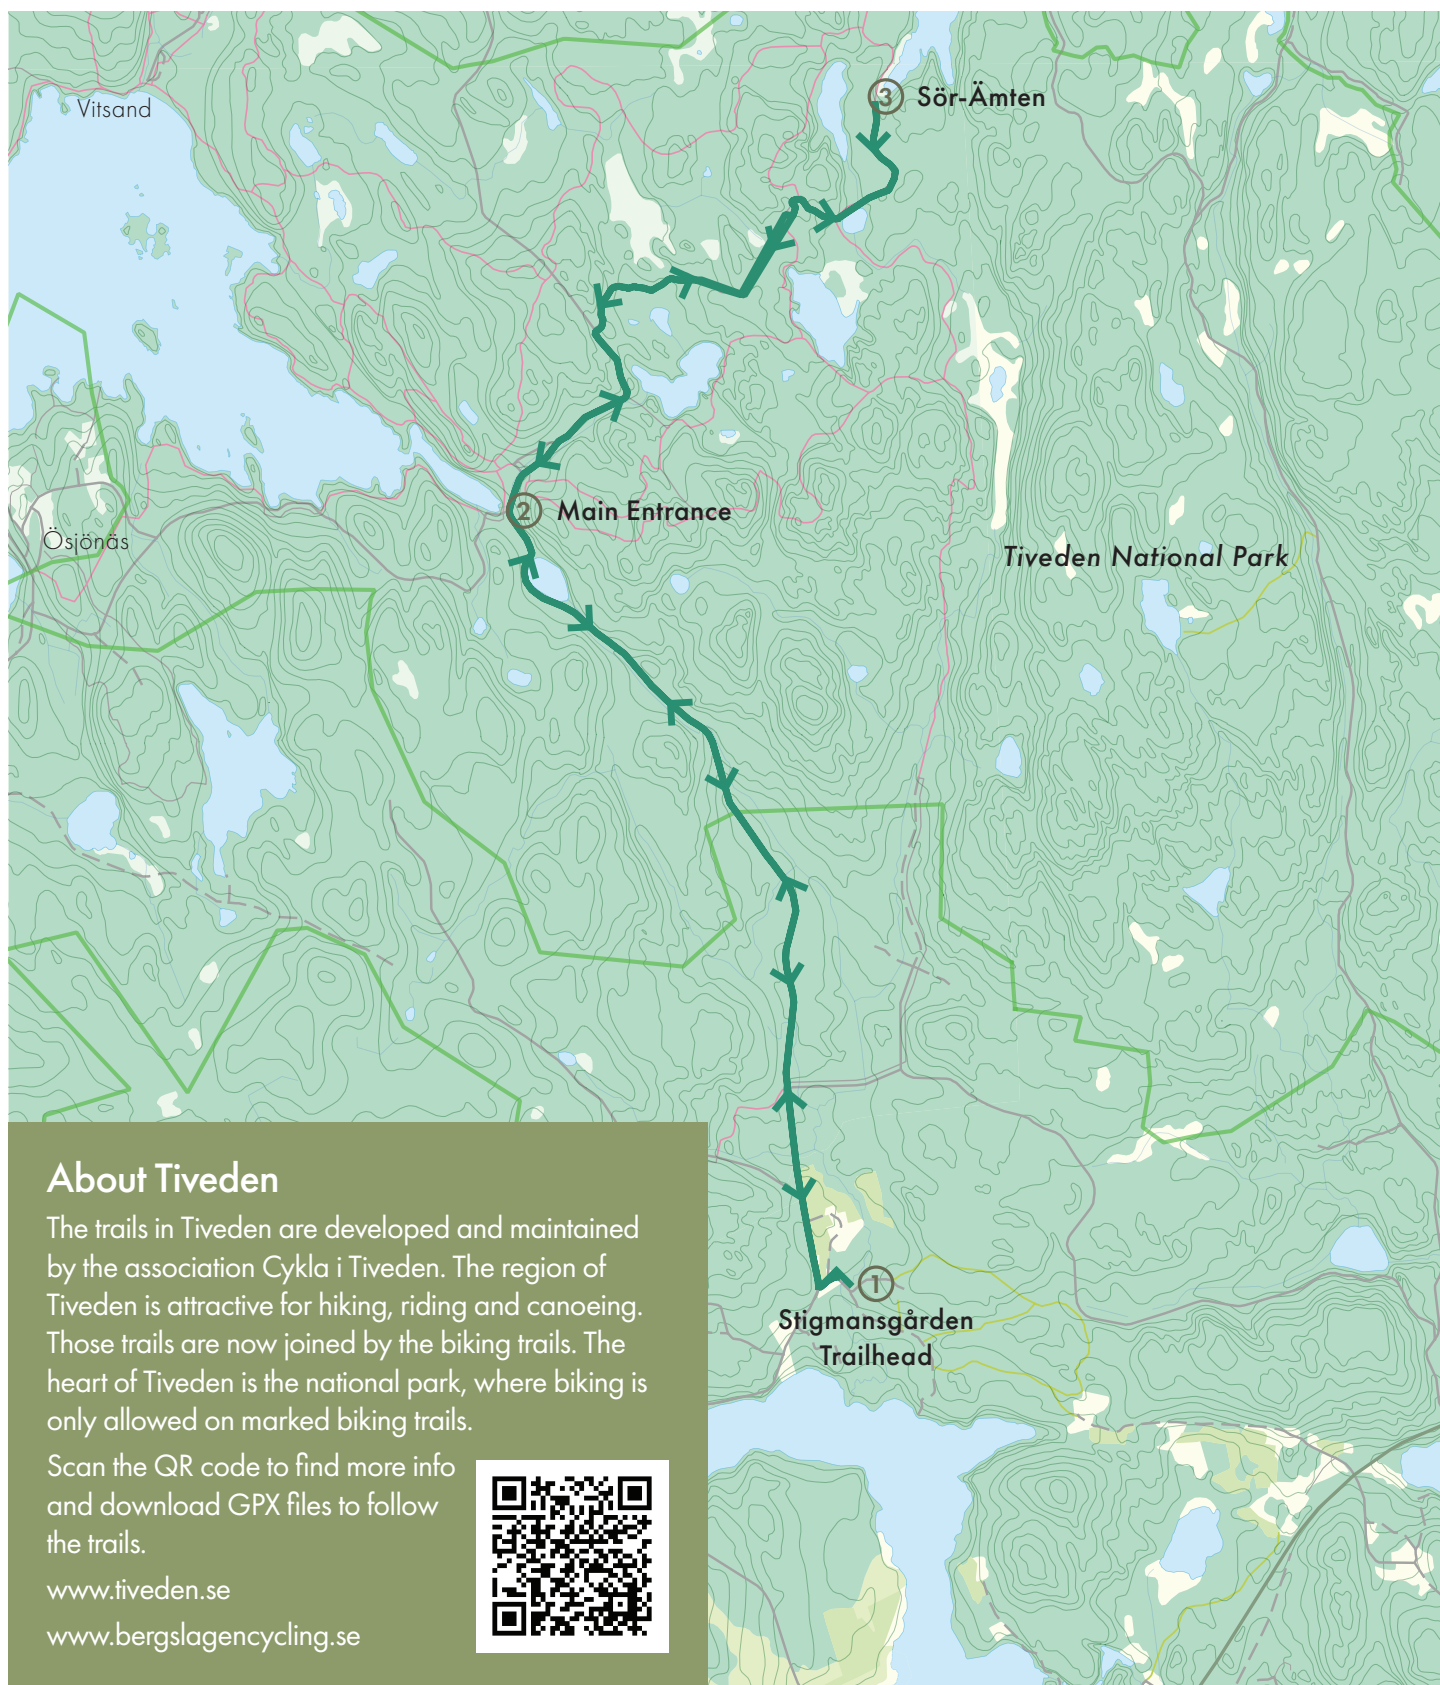 Vitsand
3 Sör-Ämten
2 Main Entrance
Ösjönäs
Tiveden National Park
1
Stigmansgården
Trailhead
About Tiveden
The trails in Tiveden are developed and maintained
by the association Cykla i Tiveden. The region of
Tiveden is attractive for hiking, riding and canoeing.
Those trails are now joined by the biking trails. The
heart of Tiveden is the national park, where biking is
only allowed on marked biking trails.
Scan the QR code to find more info
and download GPX files to follow
the trails.
www.tiveden.se
www.bergslagencycling.se